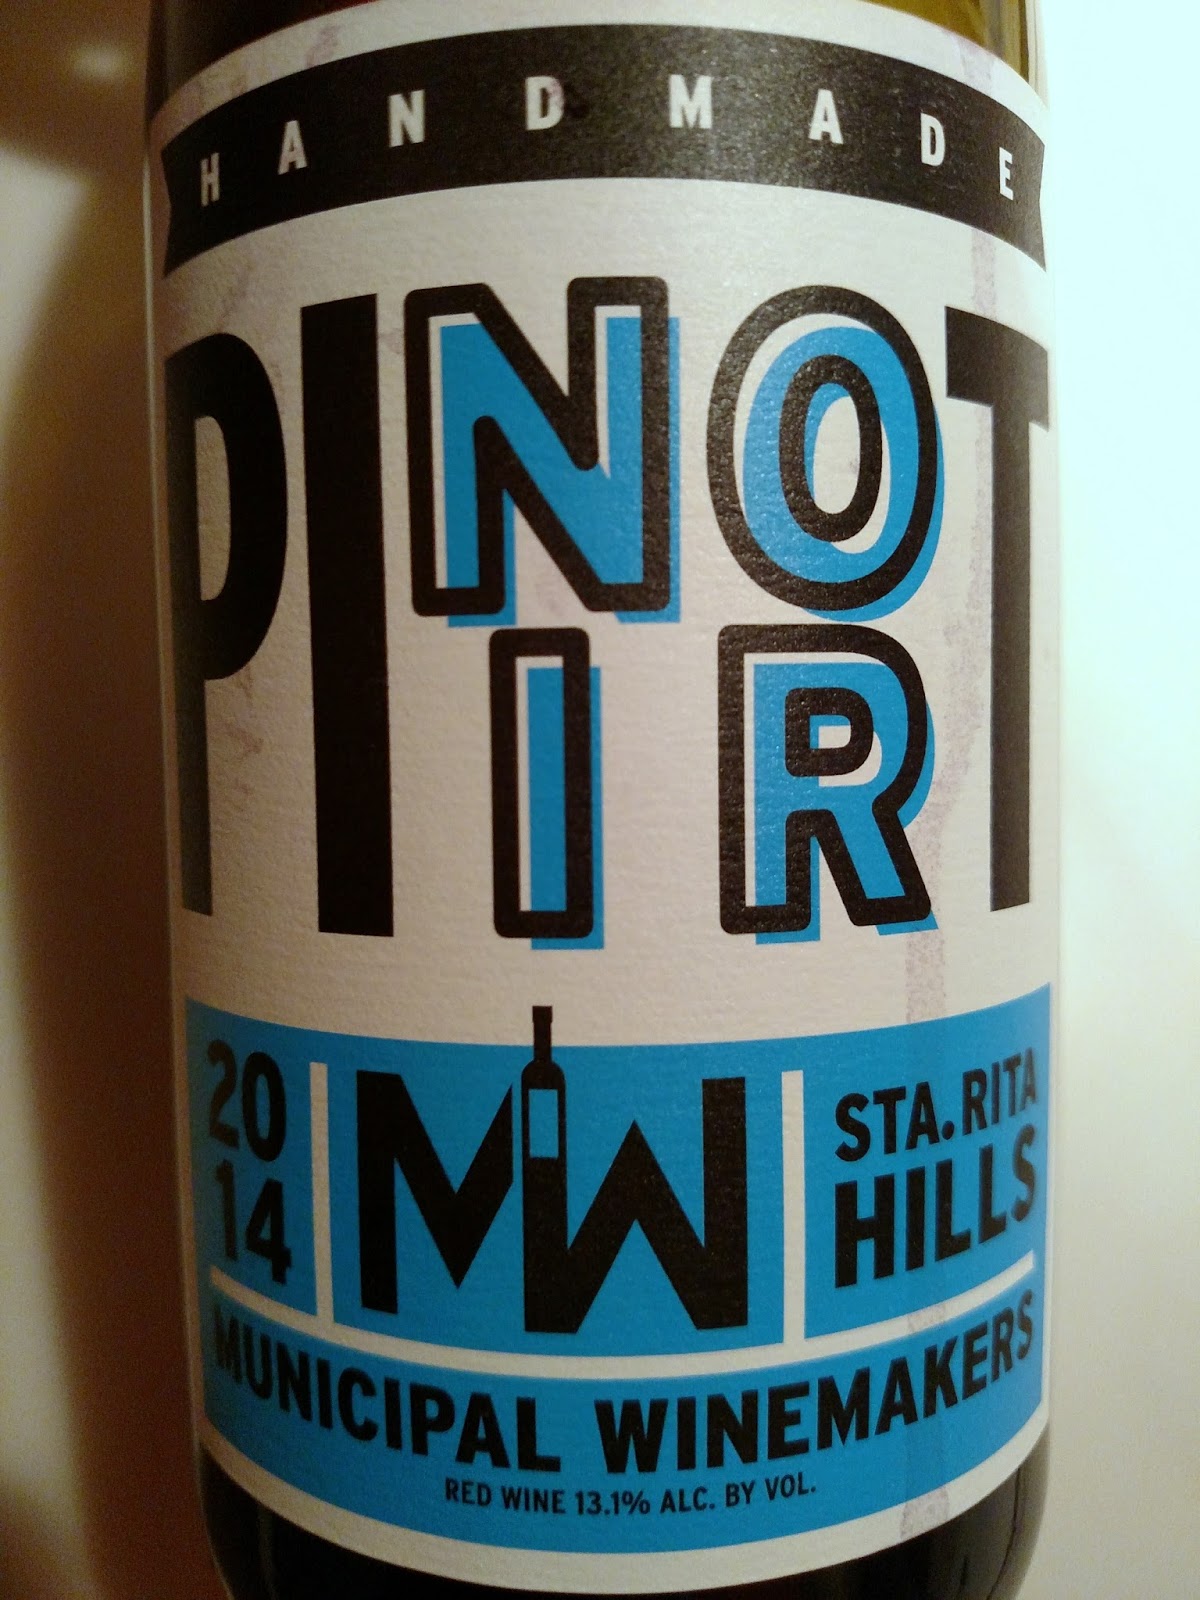 HANDMADE
PINOT
NOIR
20
14
MW
STA. RITA
HILLS
MUNICIPAL WINEMAKERS
RED WINE 13.1% ALC. BY VOL.